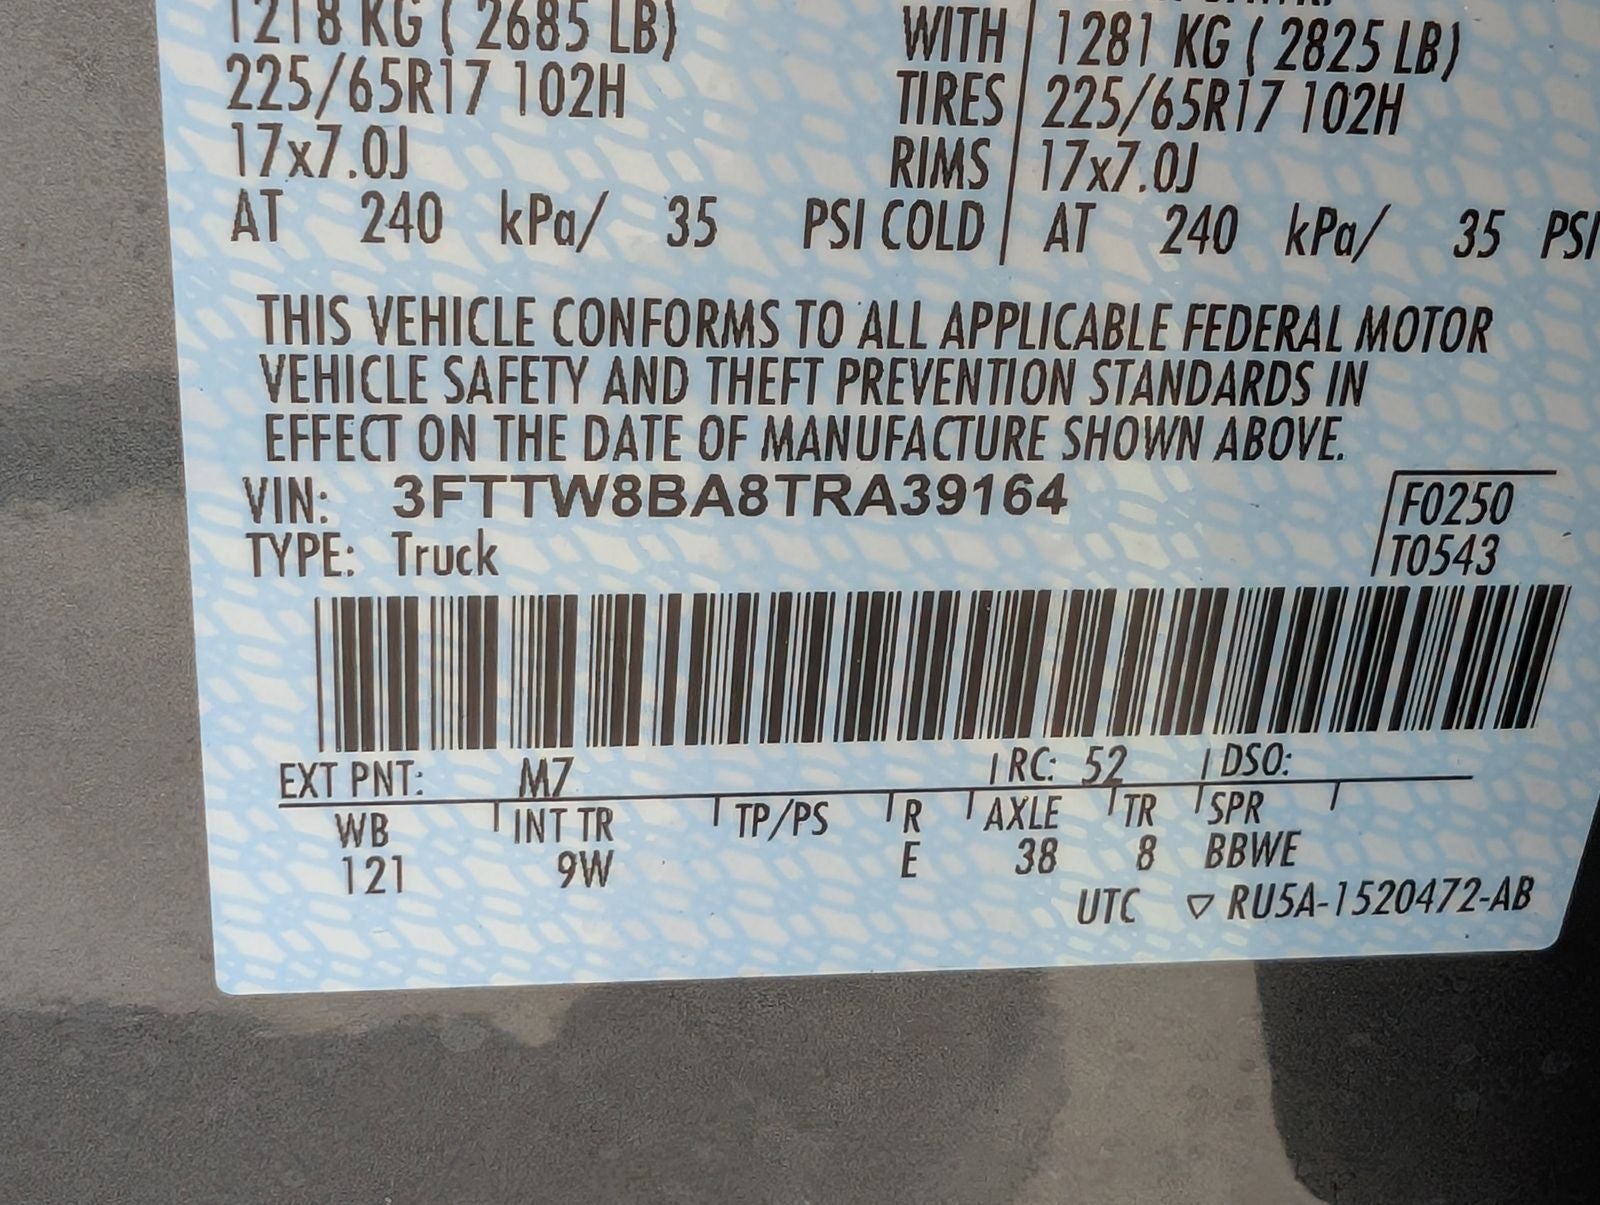 1218 KG ( 2685 LB) WITH 1281 KG ( 2825 LB)
225/65R17 102H TIRES 225/65R17 102H
17x7.0J RIMS 17x7.0J
AT 240 kPa/ 35 PSI COLD AT 240 kPa/ 35 PSI
THIS VEHICLE CONFORMS TO ALL APPLICABLE FEDERAL MOTOR
VEHICLE SAFETY AND THEFT PREVENTION STANDARDS IN
EFFECT ON THE DATE OF MANUFACTURE SHOWN ABOVE.
VIN: 3FTTW8BA8TRA39164 F0250
TYPE: Truck T0543
EXT PNT: M7 RC: 52 DSO:
WB INT TR TP/PS R AXLE TR SPR
121 9W E 38 8 BBWE
UTC ▽ RU5A-1520472-AB